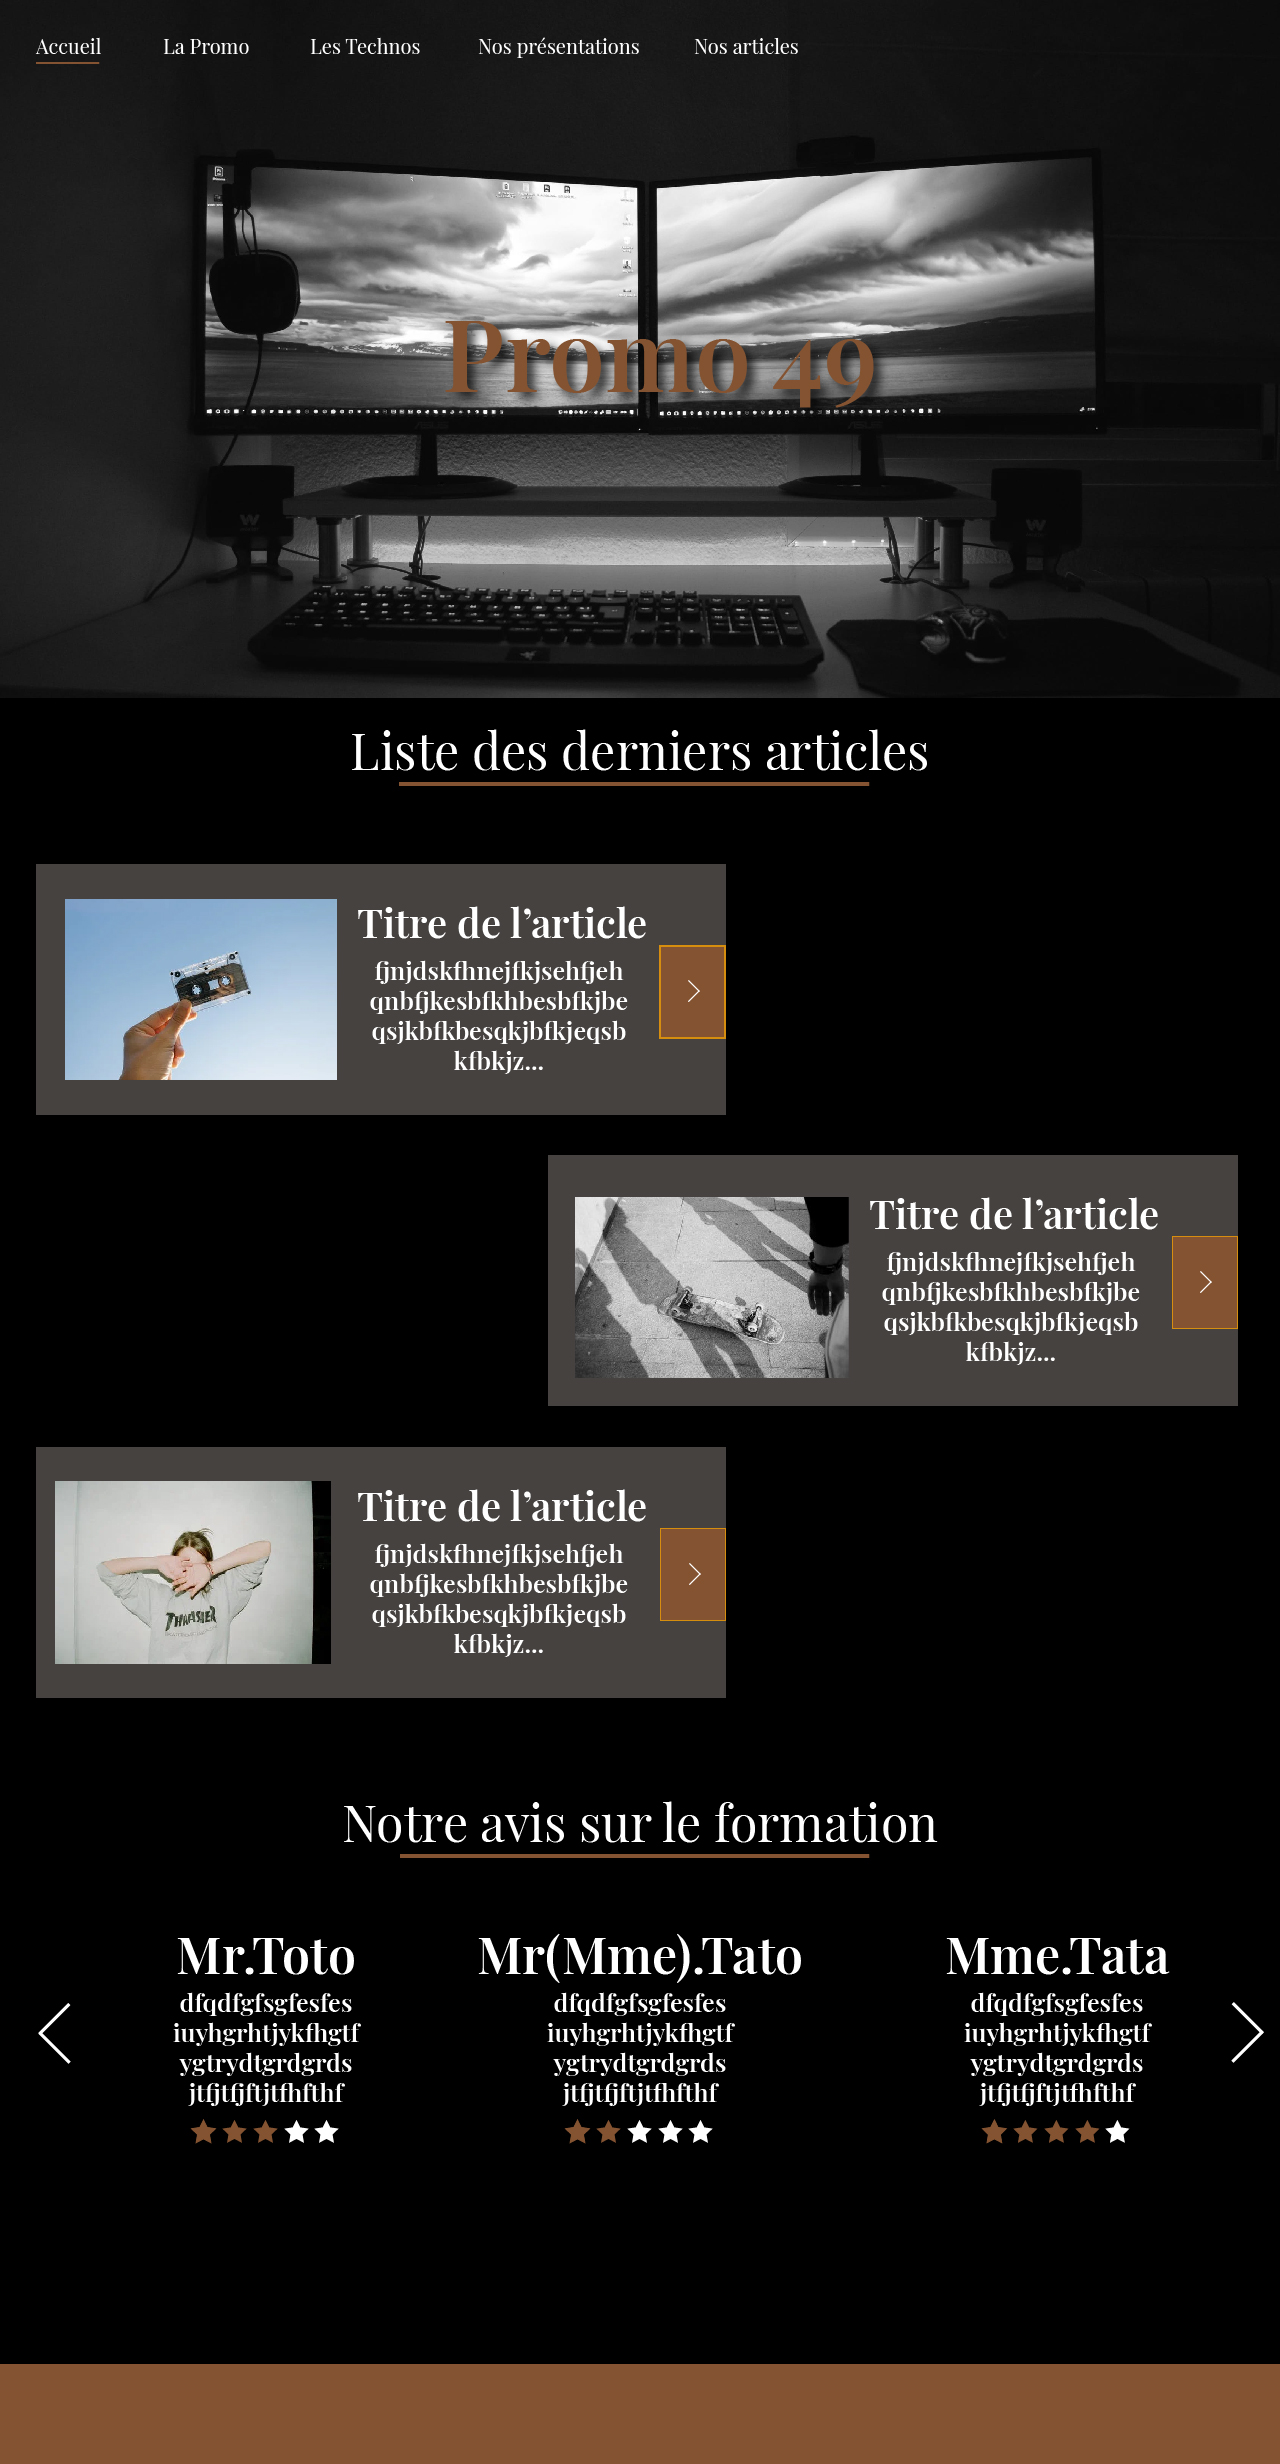 Accueil La Promo Les Technos Nos présentations Nos articles
Promo 49
Liste des derniers articles
Titre de l’article
fjnjdskfhnejfkjsehfjeh
qnbfjkesbfkhbesbfkjbe
qsjkbfkbesqkjbfkjeqsb
kfbkjz...
Titre de l’article
fjnjdskfhnejfkjsehfjeh
qnbfjkesbfkhbesbfkjbe
qsjkbfkbesqkjbfkjeqsb
kfbkjz...
THRASHER
Titre de l’article
fjnjdskfhnejfkjsehfjeh
qnbfjkesbfkhbesbfkjbe
qsjkbfkbesqkjbfkjeqsb
kfbkjz...
Notre avis sur le formation
Mr.Toto
dfqdfgfsgfesfes
iuyhgrhtjykfhgtf
ygtrydtgrdgrds
jtfjtfjftjtfhfthf
Mr(Mme).Tato
dfqdfgfsgfesfes
iuyhgrhtjykfhgtf
ygtrydtgrdgrds
jtfjtfjftjtfhfthf
Mme.Tata
dfqdfgfsgfesfes
iuyhgrhtjykfhgtf
ygtrydtgrdgrds
jtfjtfjftjtfhfthf